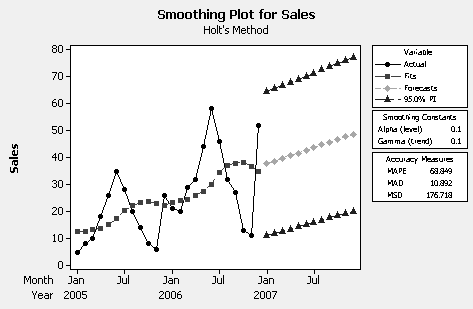 Smoothing Plot for Sales
Holt's Method
80
70
60
50
40
30
20
10
0
Sales
Month Jan Jul Jan Jul Jan Jul
Year 2005 2006 2007
Variable
Actual
Fits
Forecasts
95.0% PI
Smoothing Constants
Alpha (level) 0.1
Gamma (trend) 0.1
Accuracy Measures
MAPE 68.849
MAD 10.892
MSD 176.718